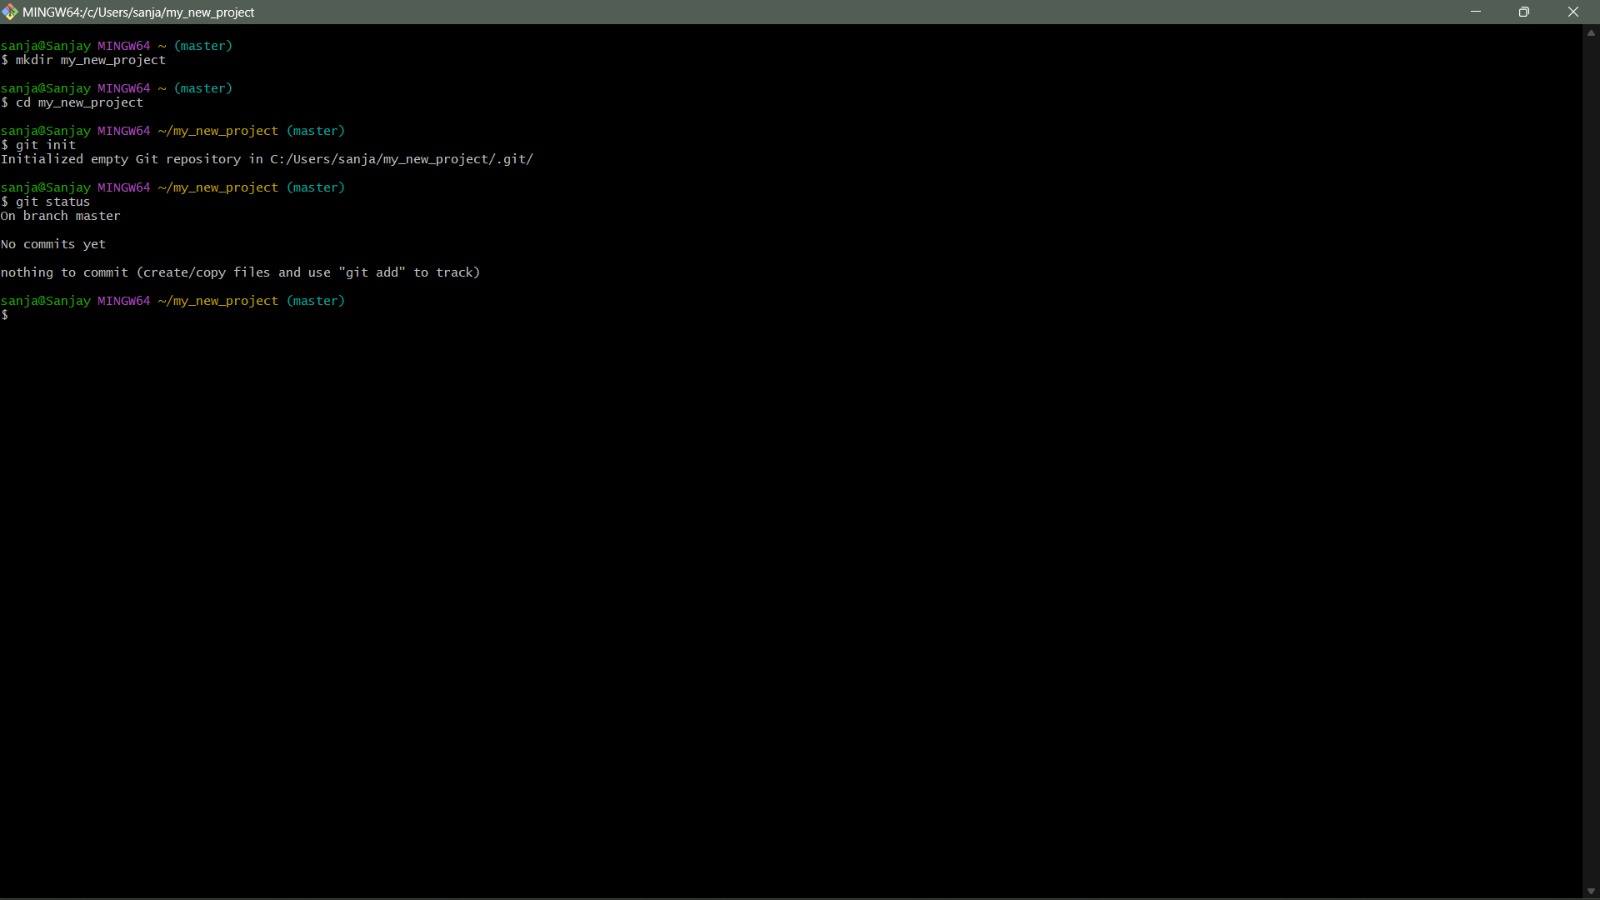 MINGW64:/c/Users/sanja/my_new_project
sanja@Sanjay MINGW64 ~ (master)
$ mkdir my_new_project
sanja@Sanjay MINGW64 ~ (master)
$ cd my_new_project
sanja@Sanjay MINGW64 ~/my_new_project (master)
$ git init
Initialized empty Git repository in C:/Users/sanja/my_new_project/.git/
sanja@Sanjay MINGW64 ~/my_new_project (master)
$ git status
On branch master
No commits yet
nothing to commit (create/copy files and use "git add" to track)
sanja@Sanjay MINGW64 ~/my_new_project (master)
$